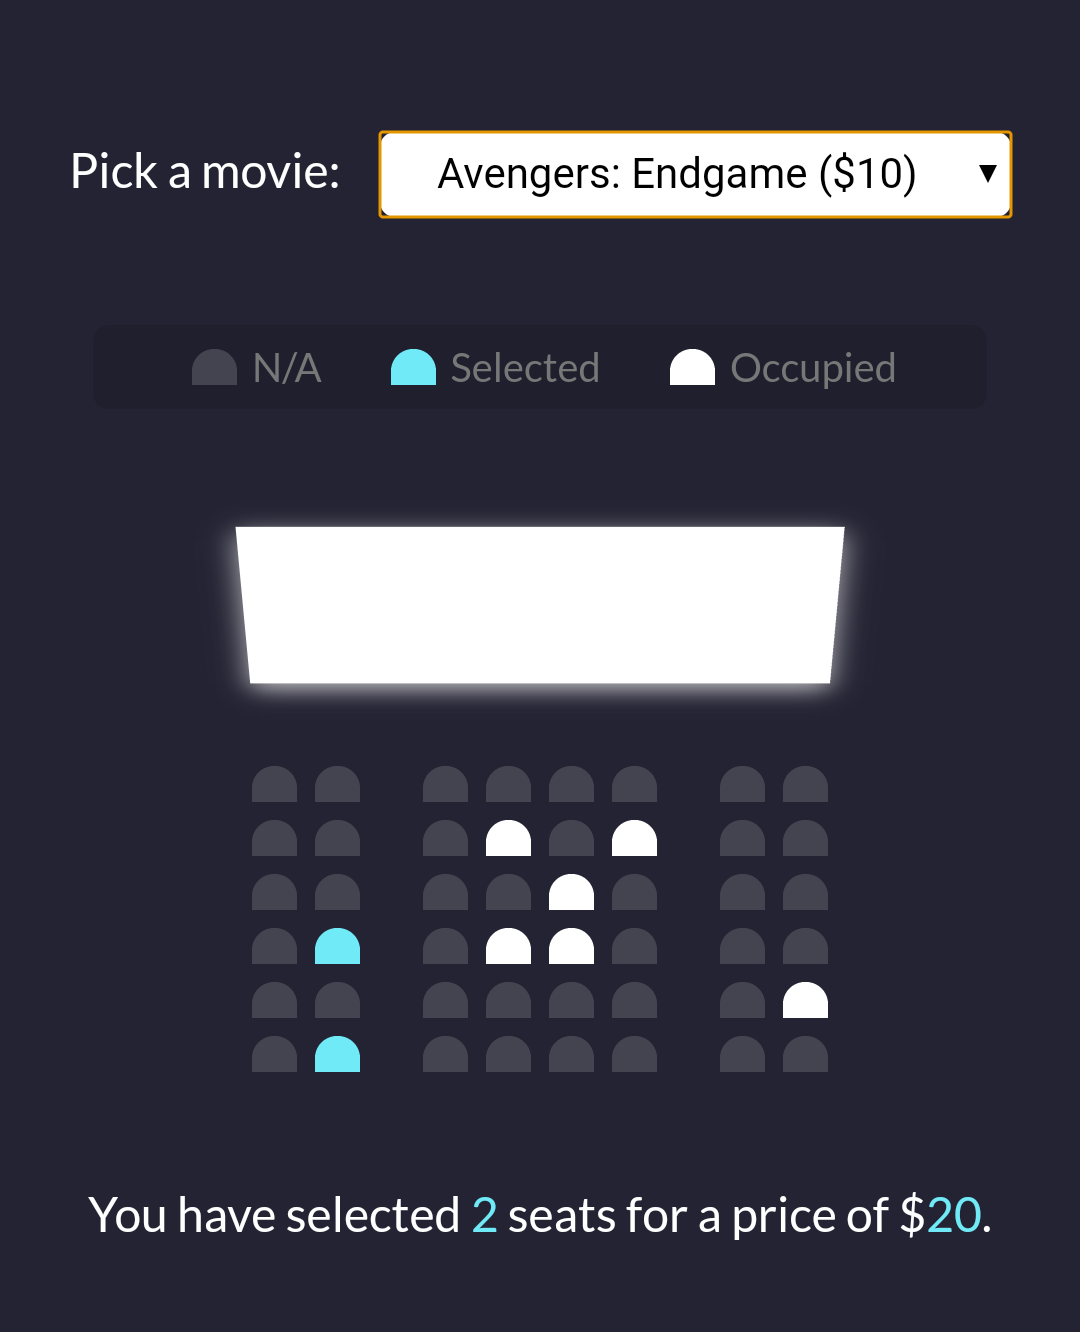 Pick a movie:
Avengers: Endgame ($10)
N/A Selected Occupied
You have selected 2 seats for a price of $20.